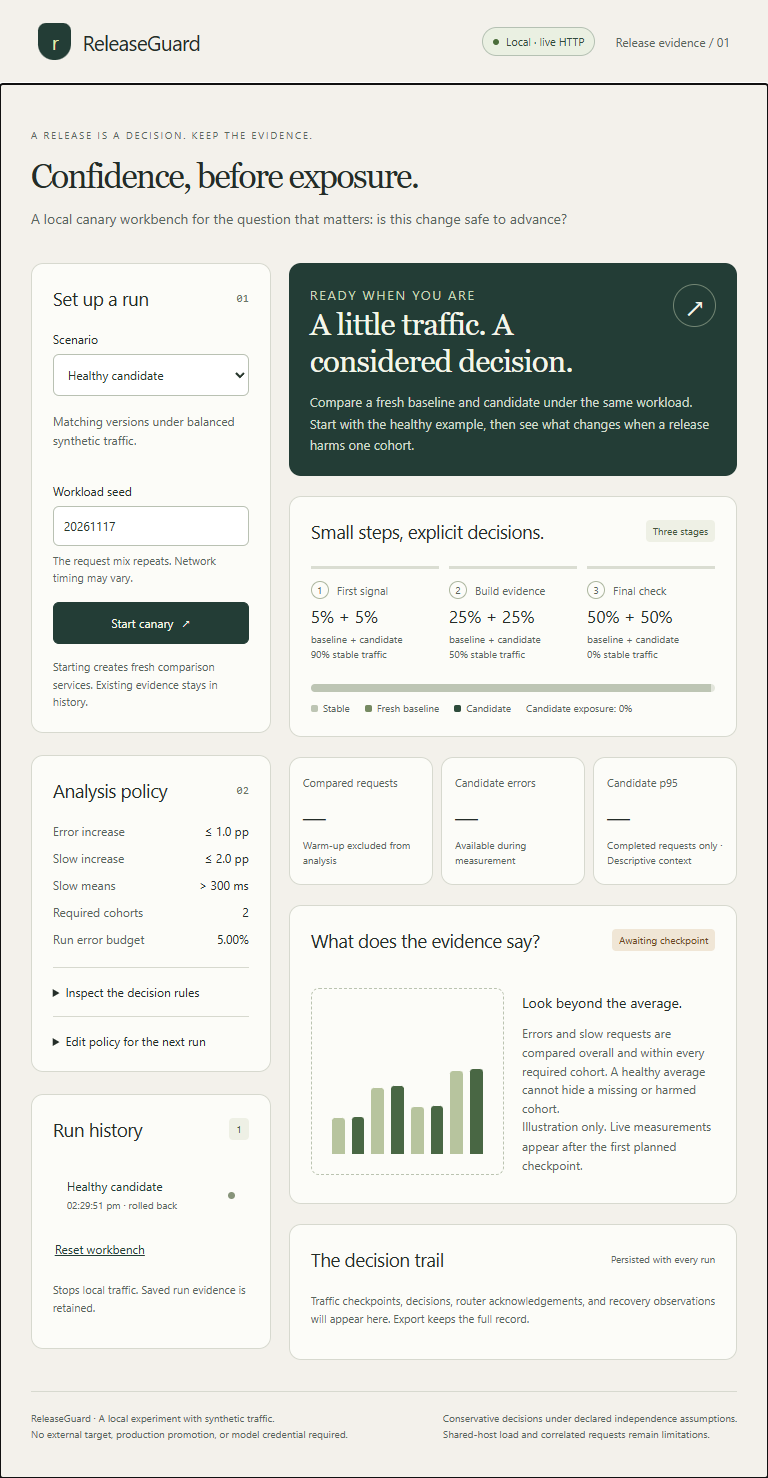 r
ReleaseGuard
Local · live HTTP
Release evidence / 01
A RELEASE IS A DECISION. KEEP THE EVIDENCE.
Confidence, before exposure.
A local canary workbench for the question that matters: is this change safe to advance?
Set up a run
01
Scenario
Healthy candidate
Matching versions under balanced
synthetic traffic.
Workload seed
20261117
The request mix repeats. Network
timing may vary.
Start canary ↗
Starting creates fresh comparison
services. Existing evidence stays in
history.
Analysis policy
02
Error increase ≤ 1.0 pp
Slow increase ≤ 2.0 pp
Slow means > 300 ms
Required cohorts 2
Run error budget 5.00%
Inspect the decision rules
Edit policy for the next run
Run history
1
Healthy candidate
02:29:51 pm · rolled back
Reset workbench
Stops local traffic. Saved run evidence is
retained.
READY WHEN YOU ARE
↗
A little traffic. A
considered decision.
Compare a fresh baseline and candidate under the same workload.
Start with the healthy example, then see what changes when a release
harms one cohort.
Small steps, explicit decisions.
Three stages
1 First signal
5% + 5%
baseline + candidate
90% stable traffic
2 Build evidence
25% + 25%
baseline + candidate
50% stable traffic
3 Final check
50% + 50%
baseline + candidate
0% stable traffic
Stable Fresh baseline Candidate Candidate exposure: 0%
Compared requests
—
Warm-up excluded from
analysis
Candidate errors
—
Available during
measurement
Candidate p95
—
Completed requests only ·
Descriptive context
What does the evidence say?
Awaiting checkpoint
Look beyond the average.
Errors and slow requests are
compared overall and within every
required cohort. A healthy average
cannot hide a missing or harmed
cohort.
Illustration only. Live measurements
appear after the first planned
checkpoint.
The decision trail
Persisted with every run
Traffic checkpoints, decisions, router acknowledgements, and recovery observations
will appear here. Export keeps the full record.
ReleaseGuard · A local experiment with synthetic traffic.
No external target, production promotion, or model credential required.
Conservative decisions under declared independence assumptions.
Shared-host load and correlated requests remain limitations.